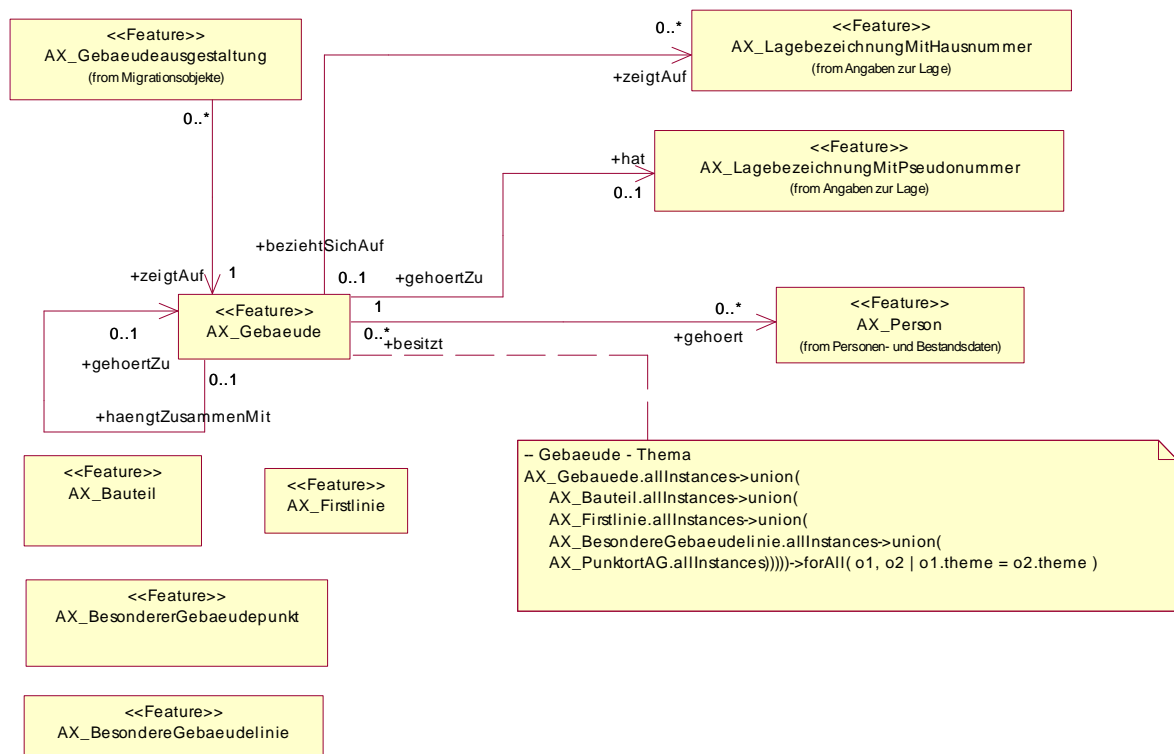 <<Feature>>
AX_Gebaeudeausgestaltung
(from Migrationsobjekte)
0..*
<<Feature>>
AX_LagebezeichnungMitHausnummer
(from Angaben zur Lage)
0..*
+zeigtAuf
<<Feature>>
AX_LagebezeichnungMitPseudonummer
(from Angaben zur Lage)
+hat
0..1
+beziehtSichAuf
0..1
+gehoertZu
1
+zeigtAuf
1
<<Feature>>
AX_Gebaeude
0..1
+gehoertZu
0..1
+haengtZusammenMit
0..*
+besitzt
0..*
+gehoert
<<Feature>>
AX_Person
(from Personen- und Bestandsdaten)
<<Feature>>
AX_Bauteil
<<Feature>>
AX_Firstlinie
-- Gebaeude - Thema
AX_Gebauede.allInstances->union(
AX_Bauteil.allInstances->union(
AX_Firstlinie.allInstances->union(
AX_BesondereGebaeudelinie.allInstances->union(
AX_PunktortAG.allInstances)))))->forAll( o1, o2 | o1.theme = o2.theme )
<<Feature>>
AX_BesondererGebaeudepunkt
<<Feature>>
AX_BesondereGebaeudelinie